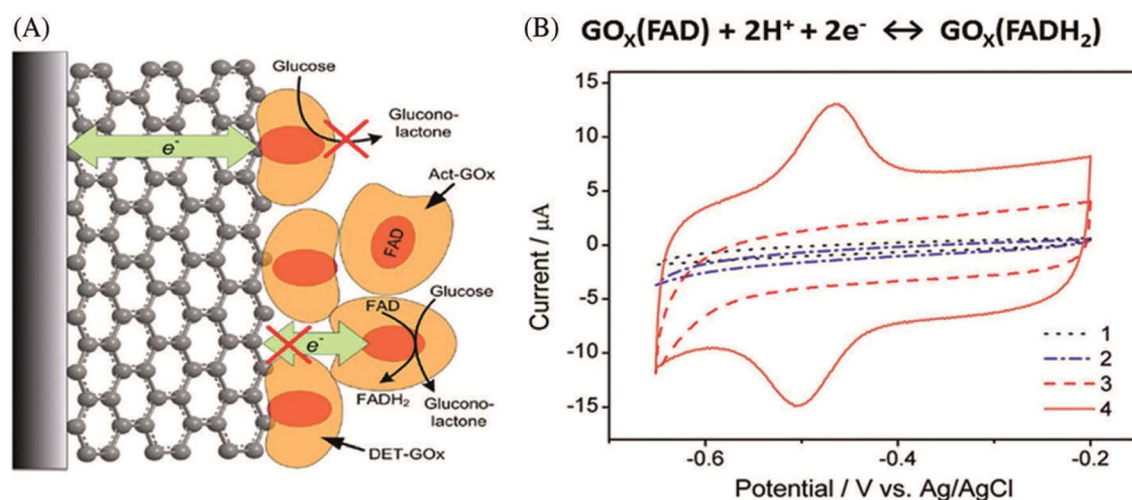 (A)
Glucose
Glucono-
lactone
e-
Act-GOx
FAD
Glucose
FAD
e-
FADH₂
Glucono-
lactone
DET-GOx
(B) GOₓ(FAD) + 2H⁺ + 2e⁻ ↔ GOₓ(FADH₂)
Current / μA
15
10
5
0
-5
-10
-15
1
2
3
4
-0.6
-0.4
-0.2
Potential / V vs. Ag/AgCl